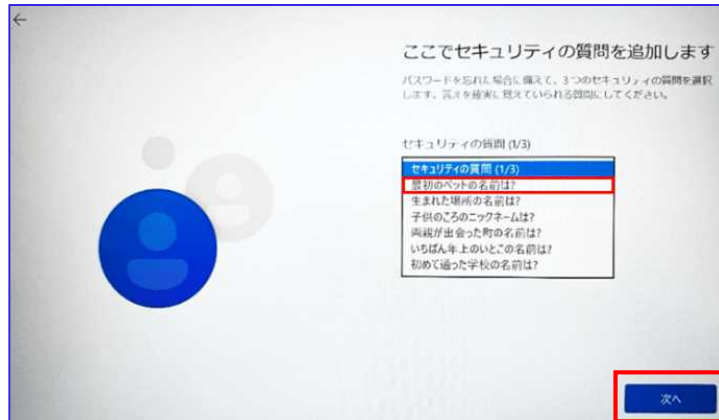 ここでセキュリティの質問を追加します
パスワードを忘れた場合に備えて、3つのセキュリティの質問を選択
します。答えを確実に覚えていられる質問にしてください。
セキュリティの質問 (1/3)
セキュリティの質問 (1/3)
最初のペットの名前は?
生まれた場所の名前は?
子供のころのニックネームは?
両親が出会った町の名前は?
いちばん年上のいとこの名前は?
初めて通った学校の名前は?
次へ